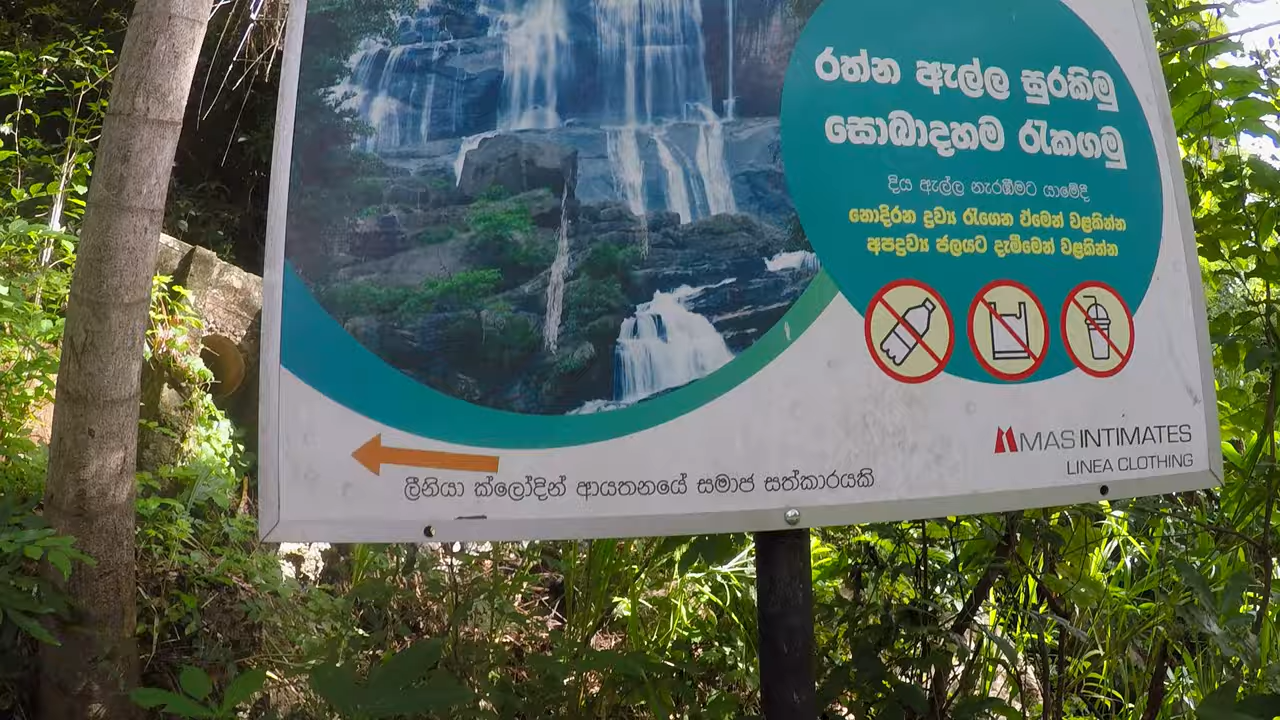 රත්න ඇල්ල සුරකිමු
සොබාදහම රැකගමු
දිය ඇල්ල නැරඹීමට යාමේදී
නොදිරන ද්‍රව්‍ය රැගෙන ඒමෙන් වළකින්න
අපද්‍රව්‍ය ජලයට දැමීමෙන් වළකින්න
MAS INTIMATES
LINEA CLOTHING
ලීනියා ක්ලෝදින් ආයතනයේ සමාජ සත්කාරයකි